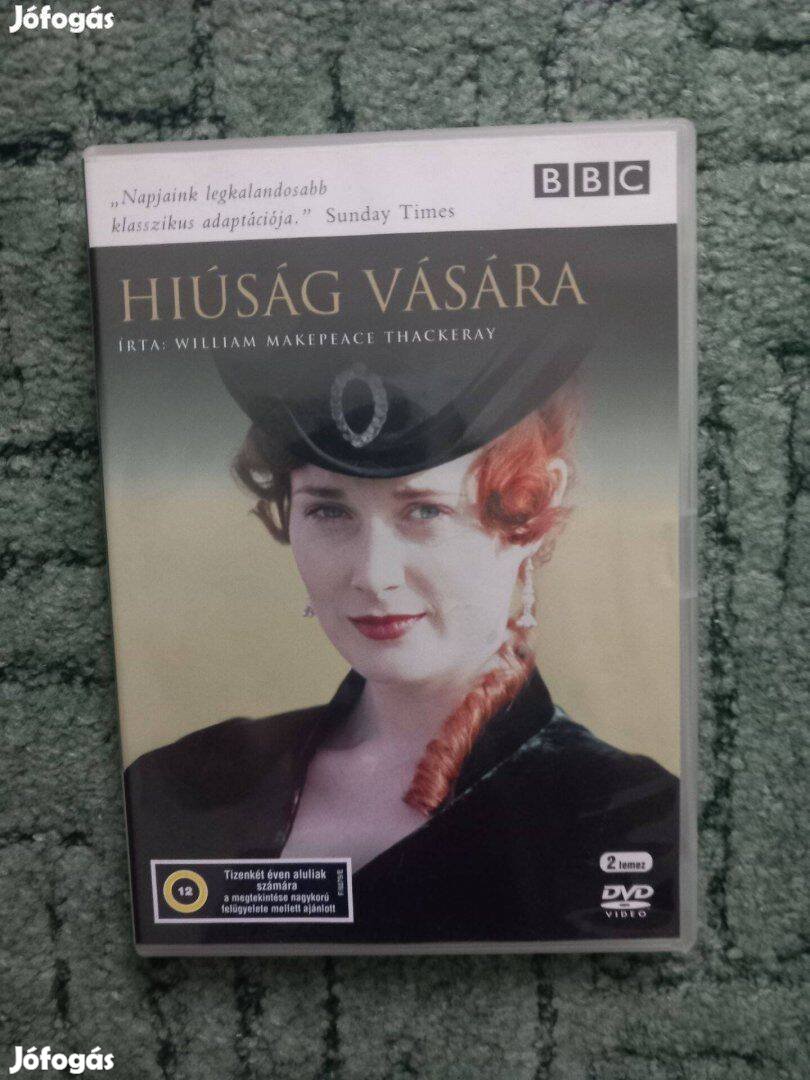 Jófogás
„Napjaink legkalandosabb
klasszikus adaptációja.” Sunday Times
BBC
HIÚSÁG VÁSÁRA
ÍRTA: WILLIAM MAKEPEACE THACKERAY
12
Tizenkét éven aluliak
számára
a megtekintése nagykorú
felügyelete mellett ajánlott
2 lemez
DVD
VIDEO
Jófogás